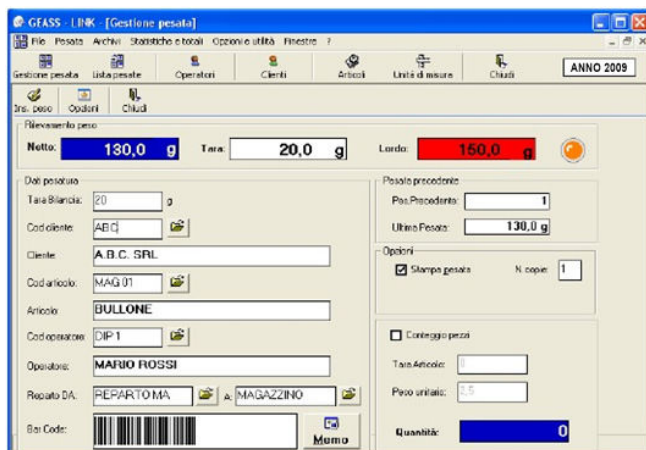 GEASS - LINK - [Gestione pesata]
File Pesata Archivi Statistiche e totali Opzioni e utilità Finestre ?
Gestione pesata Lista pesate Operatori Clienti Articoli Unità di misura Chiudi ANNO 2009
Ins. peso Opzioni Chiudi
Rilevamento peso
Netto: 130,0 g Tara: 20,0 g Lordo: 150,0 g
Dati pesatura
Tara Bilancia: 20 g
Cod cliente: ABC
Cliente: A.B.C. SRL
Cod articolo: MAG 01
Articolo: BULLONE
Cod operatore: DIP 1
Operatore: MARIO ROSSI
Reparto DA: REPARTO MA A: MAGAZZINO
Bar Code: Memo
Pesata precedente
Pes.Precedente: 1
Ultima Pesata: 130,0 g
Opzioni
Stampa pesata N. copie: 1
Conteggio pezzi
Tara Articolo: 0
Peso unitario: 2,5
Quantità: 0